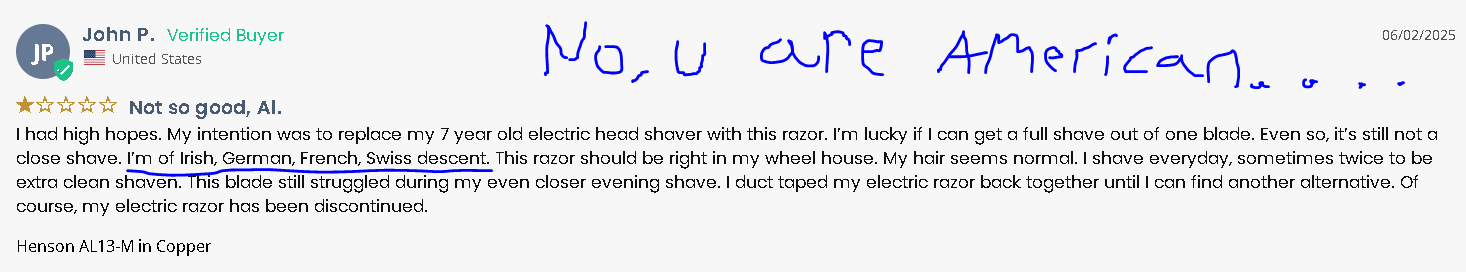 JP
John P. Verified Buyer
United States
No, u are American.....
06/02/2025
Not so good, Al.
I had high hopes. My intention was to replace my 7 year old electric head shaver with this razor. I'm lucky if I can get a full shave out of one blade. Even so, it's still not a
close shave. I'm of Irish, German, French, Swiss descent. This razor should be right in my wheel house. My hair seems normal. I shave everyday, sometimes twice to be
extra clean shaven. This blade still struggled during my even closer evening shave. I duct taped my electric razor back together until I can find another alternative. Of
course, my electric razor has been discontinued.
Henson AL13-M in Copper